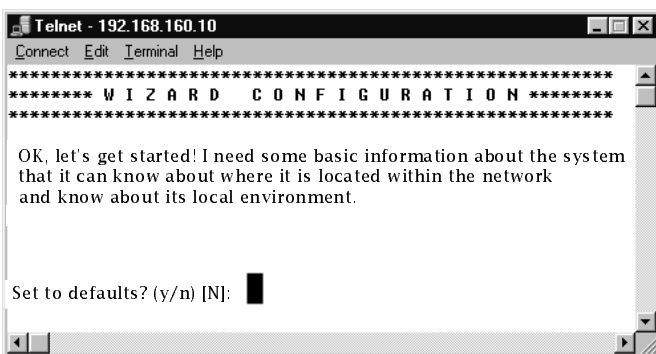 Telnet - 192.168.160.10
Connect Edit Terminal Help
*********************************************************
******** W I Z A R D   C O N F I G U R A T I O N ********
*********************************************************
OK, let's get started! I need some basic information about the system
that it can know about where it is located within the network
and know about its local environment.
Set to defaults? (y/n) [N]: